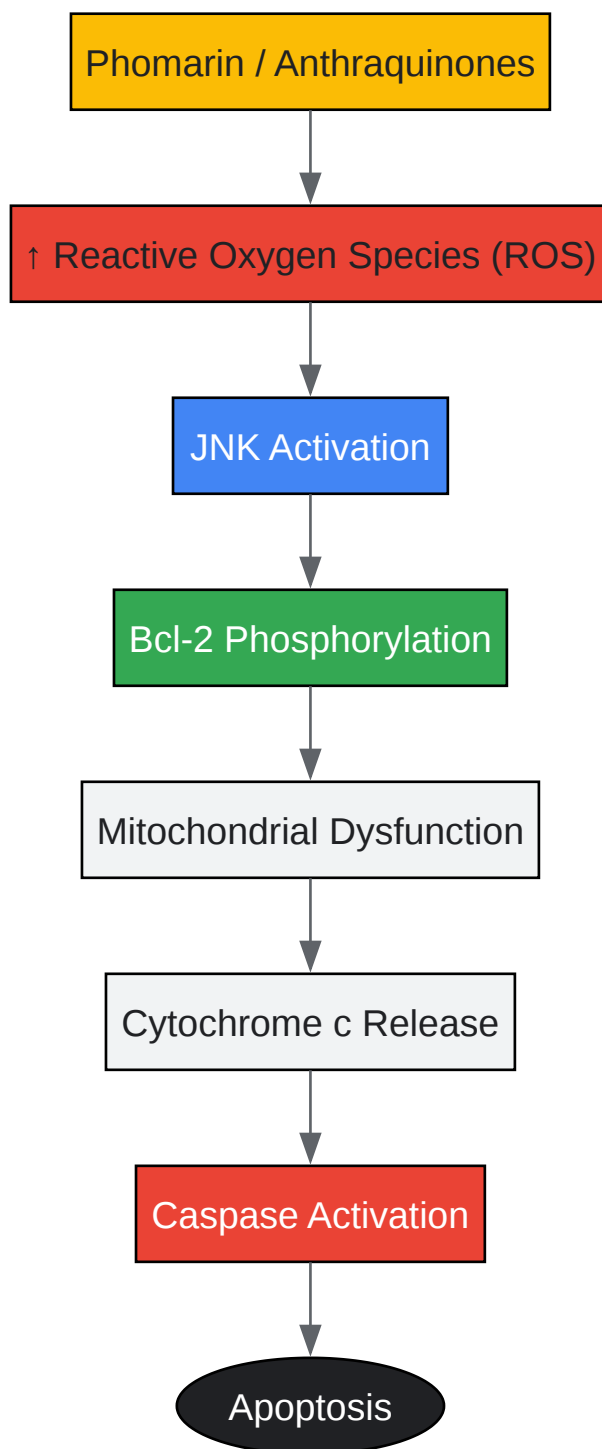 Phomarin / Anthraquinones
↑ Reactive Oxygen Species (ROS)
JNK Activation
Bcl-2 Phosphorylation
Mitochondrial Dysfunction
Cytochrome c Release
Caspase Activation
Apoptosis